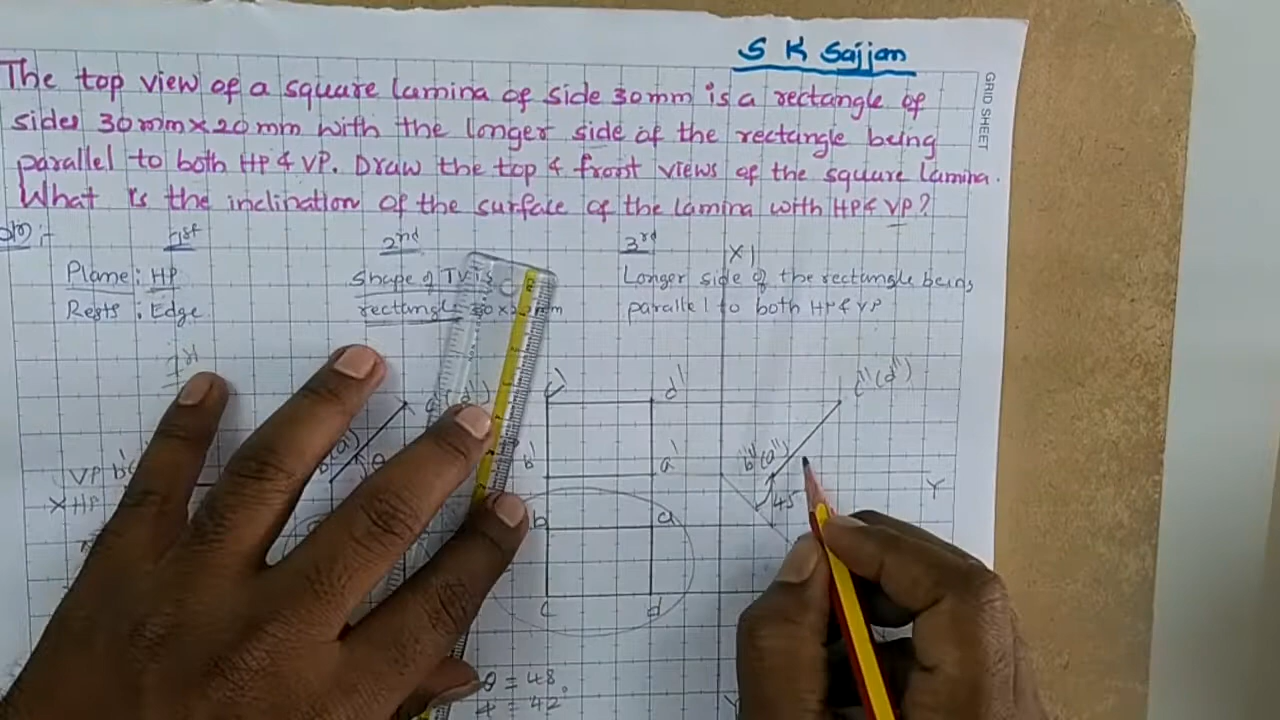 S K Sajjan
GRID SHEET
The top view of a square lamina of side 30mm is a rectangle of
sides 30mm×20mm with the longer side of the rectangle being
parallel to both HP & VP. Draw the top & front views of the square lamina.
What is the inclination of the surface of the lamina with HP & VP?
1st 2nd 3rd
X1
Plane: HP Shape of TV is Longer side of the rectangle being
Rests: Edge rectangle 30×20mm parallel to both HP & VP
c' d' c''(d'')
b' a' b''(a'')
VP b'
θ
XHP Y
45
b a
c d
θ = 48°
= 42°